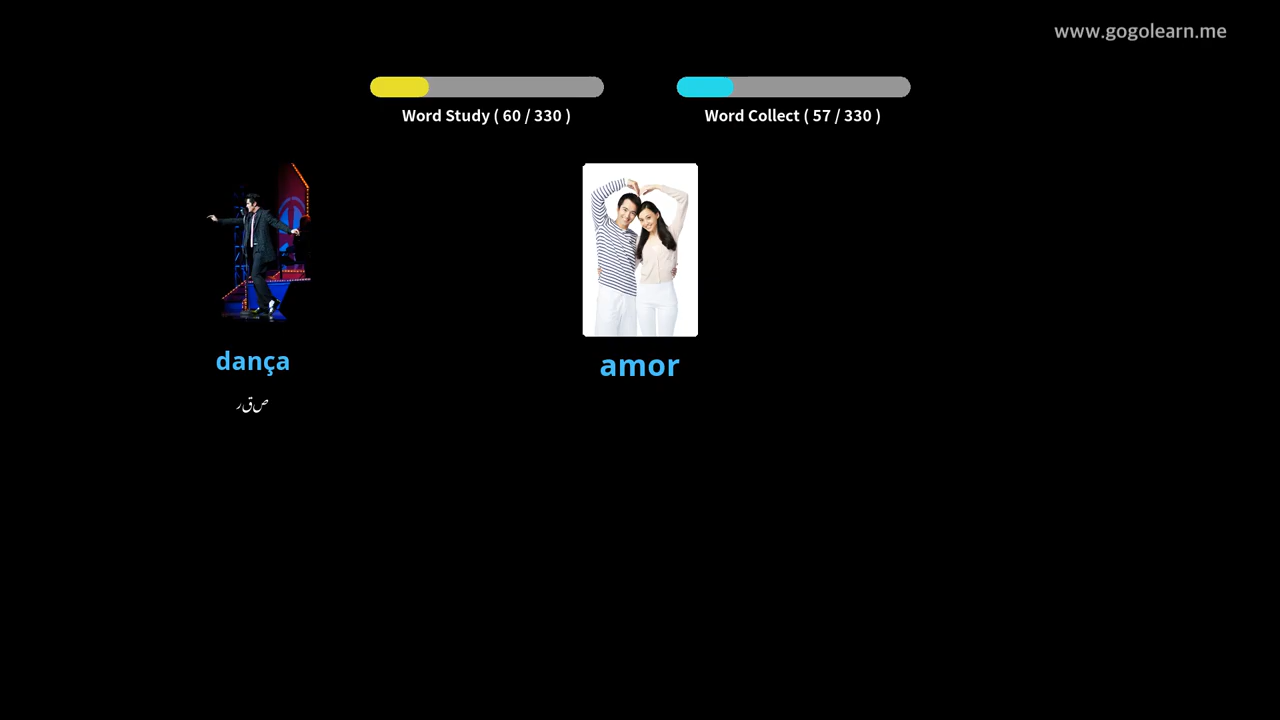 www.gogolearn.me
Word Study ( 60 / 330 )
Word Collect ( 57 / 330 )
dança
amor
ص‌ق‌ر